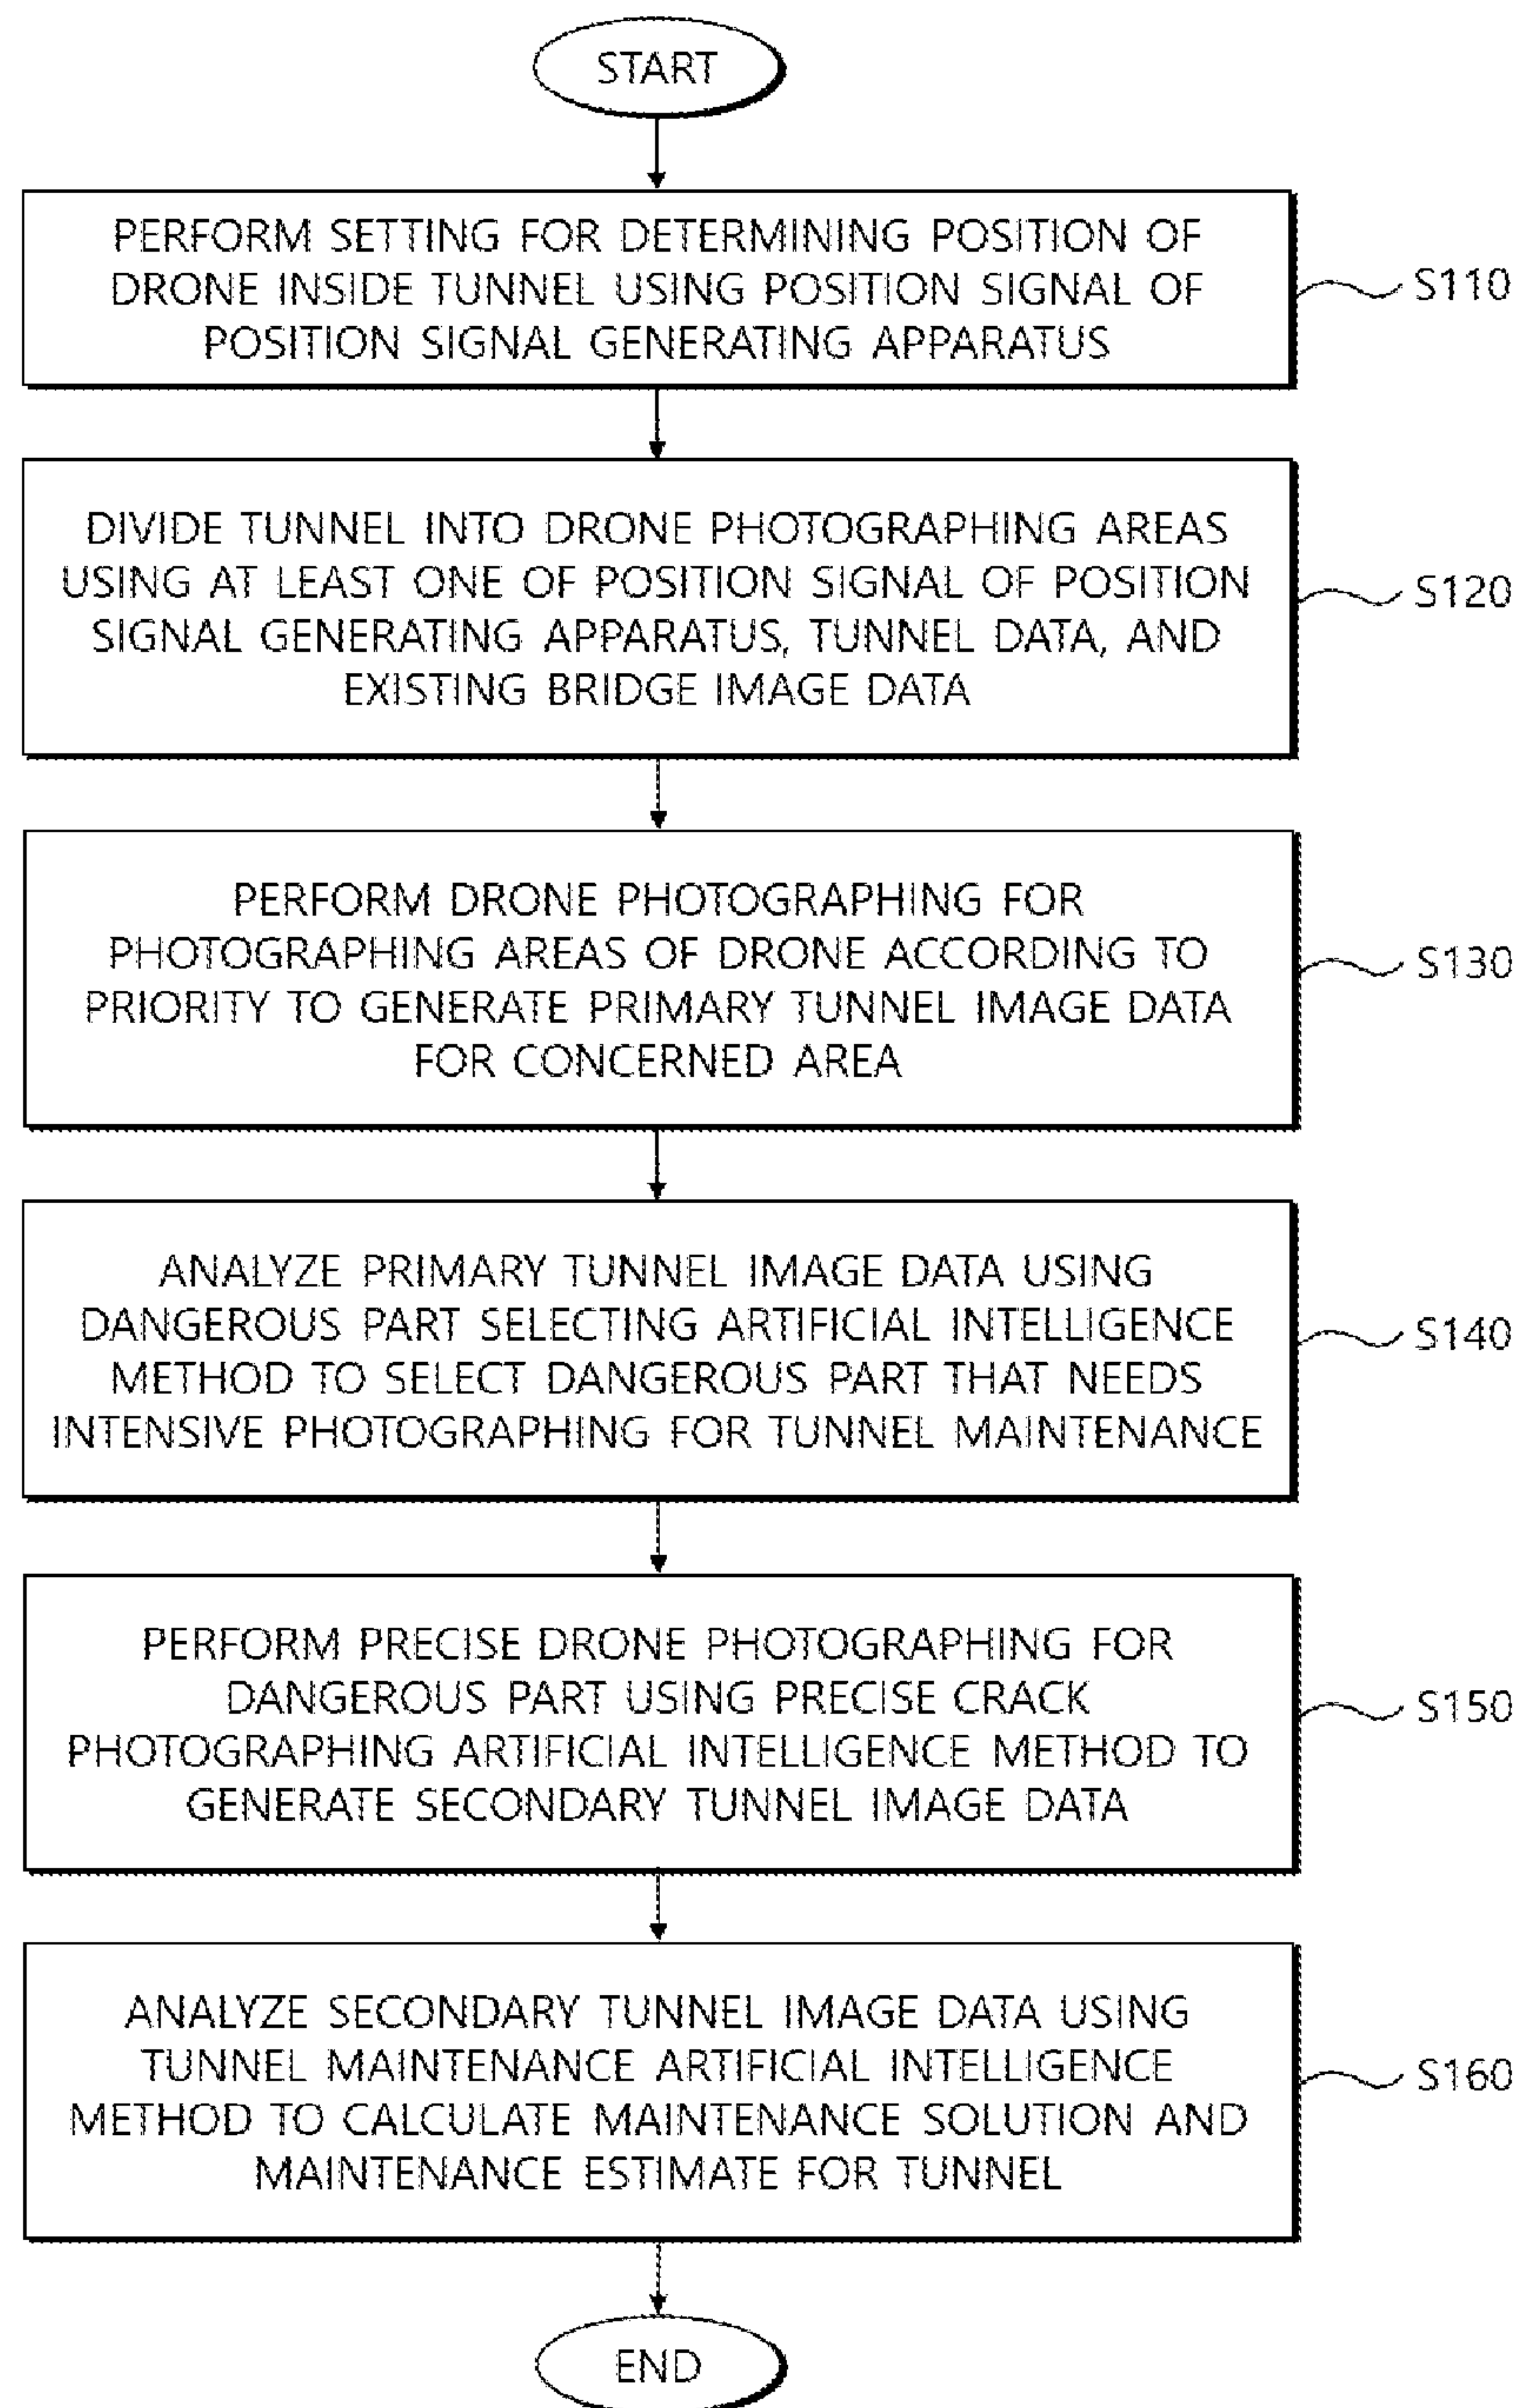 START
PERFORM SETTING FOR DETERMINING POSITION OF
DRONE INSIDE TUNNEL USING POSITION SIGNAL OF
POSITION SIGNAL GENERATING APPARATUS
S110
DIVIDE TUNNEL INTO DRONE PHOTOGRAPHING AREAS
USING AT LEAST ONE OF POSITION SIGNAL OF POSITION
SIGNAL GENERATING APPARATUS, TUNNEL DATA, AND
EXISTING BRIDGE IMAGE DATA
S120
PERFORM DRONE PHOTOGRAPHING FOR
PHOTOGRAPHING AREAS OF DRONE ACCORDING TO
PRIORITY TO GENERATE PRIMARY TUNNEL IMAGE DATA
FOR CONCERNED AREA
S130
ANALYZE PRIMARY TUNNEL IMAGE DATA USING
DANGEROUS PART SELECTING ARTIFICIAL INTELLIGENCE
METHOD TO SELECT DANGEROUS PART THAT NEEDS
INTENSIVE PHOTOGRAPHING FOR TUNNEL MAINTENANCE
S140
PERFORM PRECISE DRONE PHOTOGRAPHING FOR
DANGEROUS PART USING PRECISE CRACK
PHOTOGRAPHING ARTIFICIAL INTELLIGENCE METHOD TO
GENERATE SECONDARY TUNNEL IMAGE DATA
S150
ANALYZE SECONDARY TUNNEL IMAGE DATA USING
TUNNEL MAINTENANCE ARTIFICIAL INTELLIGENCE
METHOD TO CALCULATE MAINTENANCE SOLUTION AND
MAINTENANCE ESTIMATE FOR TUNNEL
S160
END